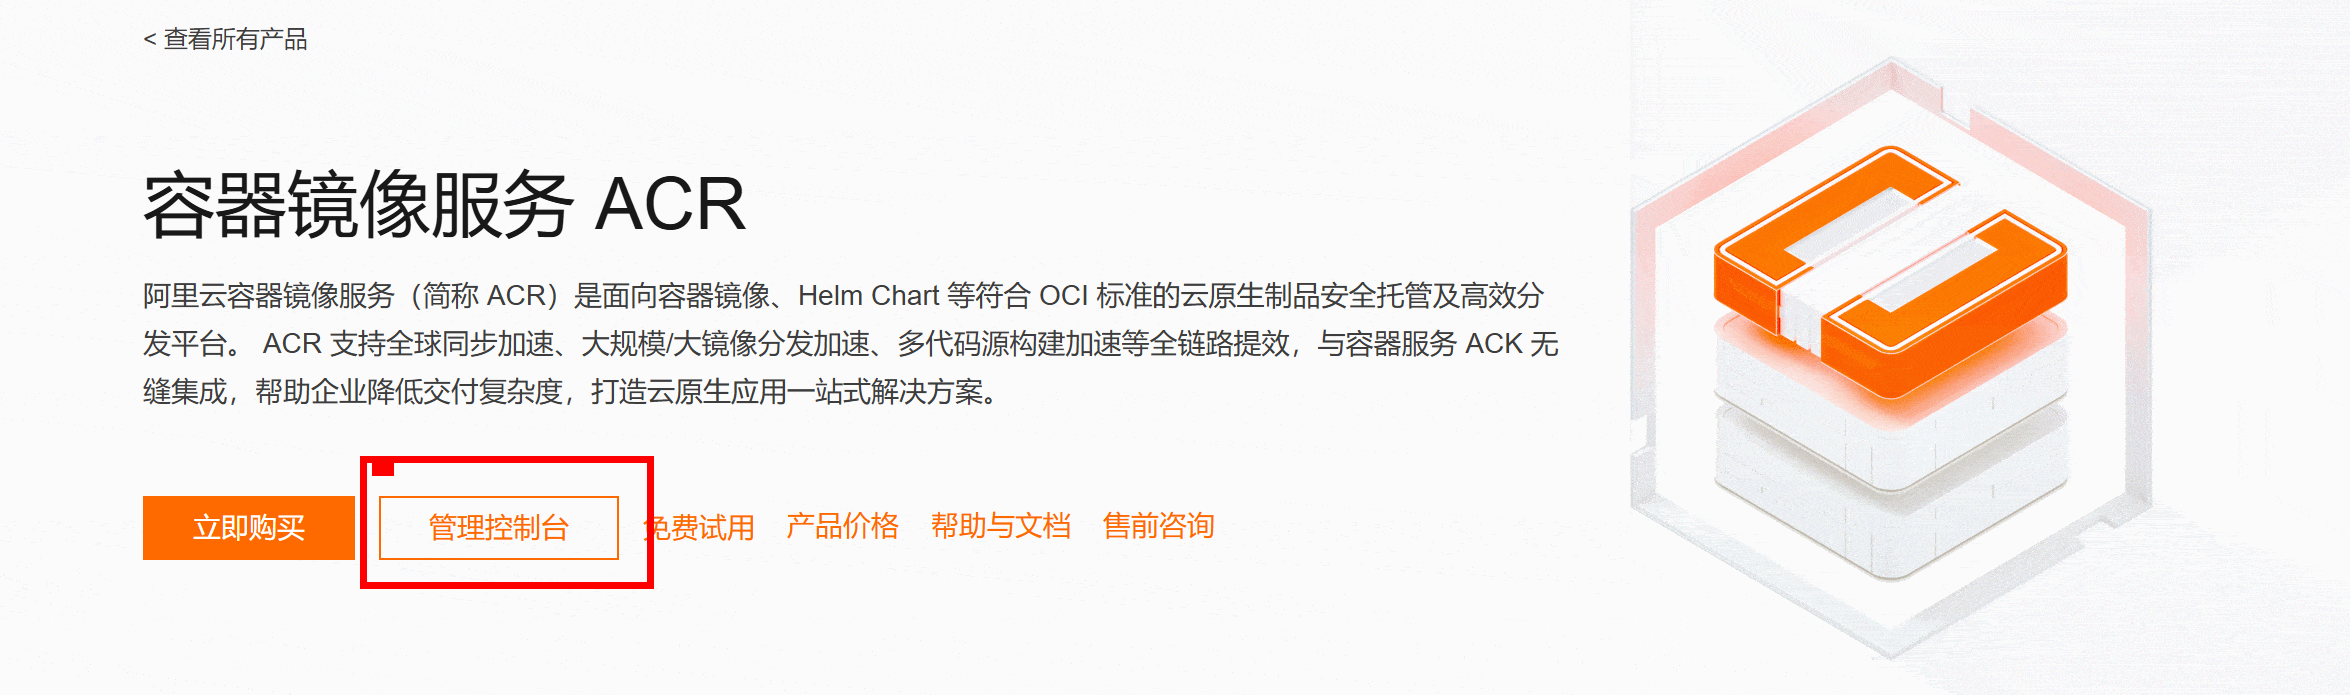 < 查看所有产品
容器镜像服务 ACR
阿里云容器镜像服务（简称 ACR）是面向容器镜像、Helm Chart 等符合 OCI 标准的云原生制品安全托管及高效分
发平台。 ACR 支持全球同步加速、大规模/大镜像分发加速、多代码源构建加速等全链路提效，与容器服务 ACK 无
缝集成，帮助企业降低交付复杂度，打造云原生应用一站式解决方案。
立即购买 管理控制台 免费试用 产品价格 帮助与文档 售前咨询